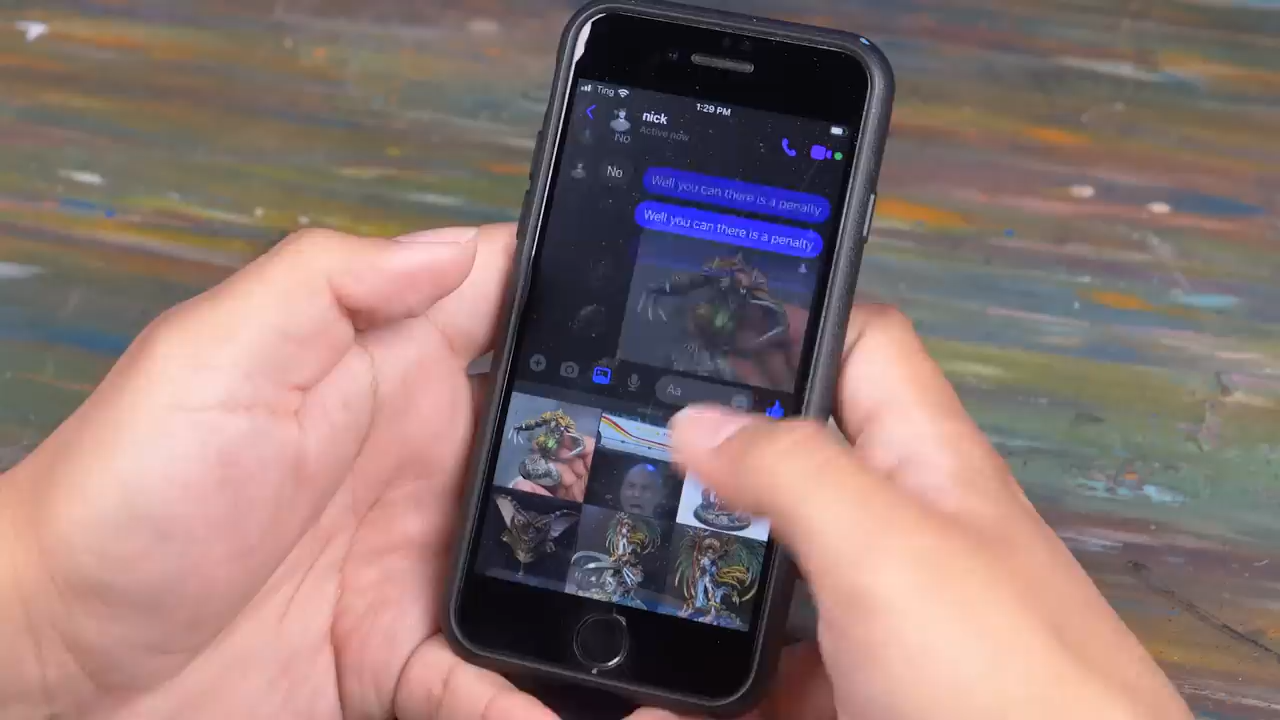 Ting
1:29 PM
nick
Active now
No
No
Well you can there is a penalty
Well you can there is a penalty
Aa